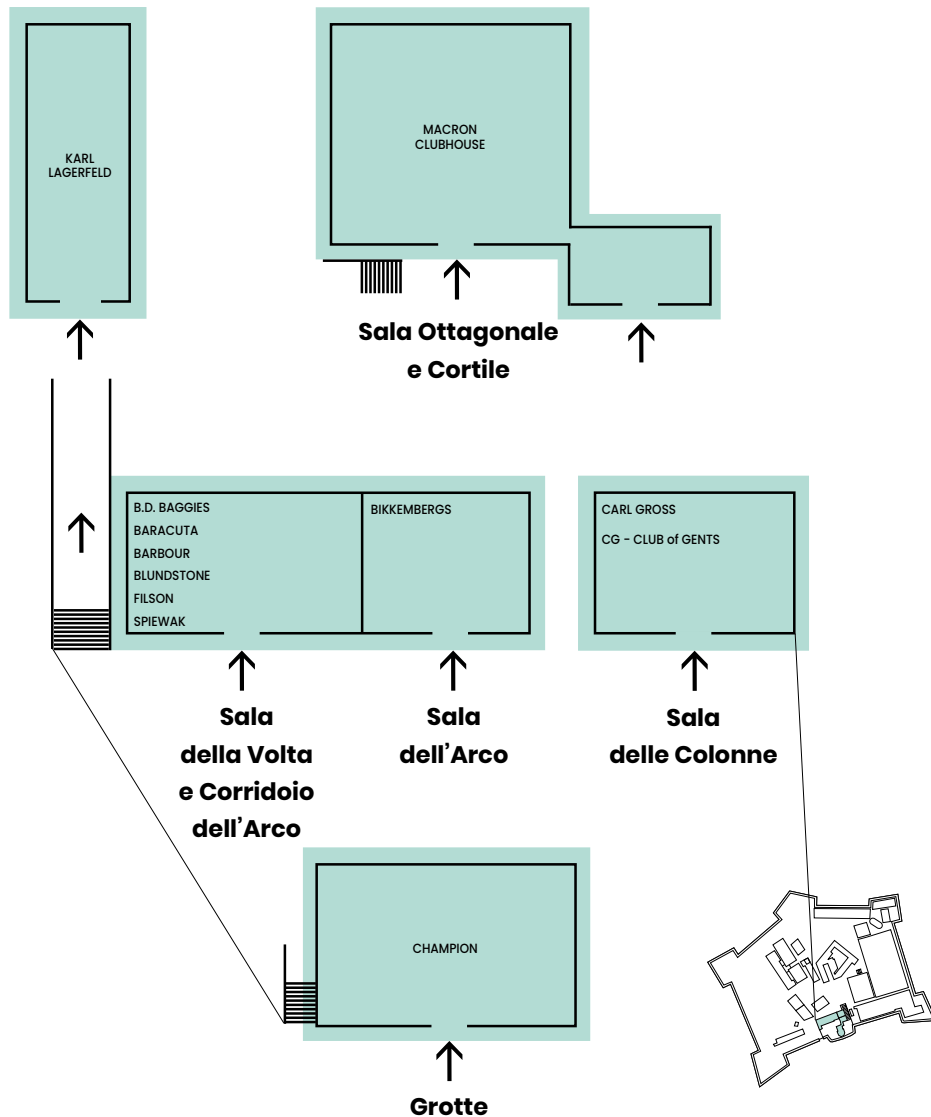 KARL
LAGERFELD
MACRON
CLUBHOUSE
Sala Ottagonale
e Cortile
B.D. BAGGIES
BARACUTA
BARBOUR
BLUNDSTONE
FILSON
SPIEWAK
BIKKEMBERGS
CARL GROSS
CG - CLUB of GENTS
Sala
della Volta
e Corridoio
dell'Arco
Sala
dell'Arco
Sala
delle Colonne
CHAMPION
Grotte